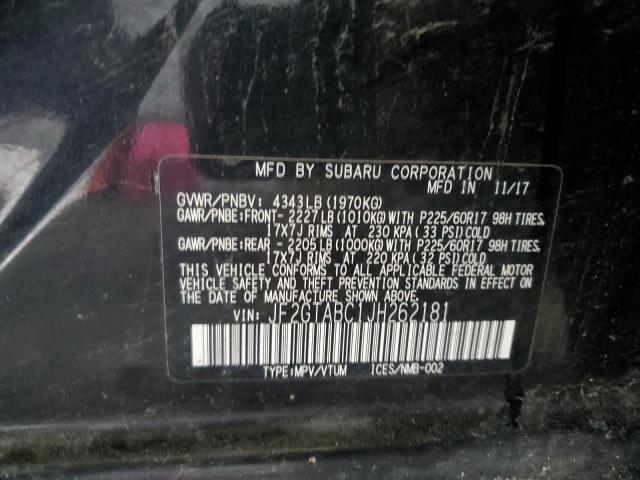 MFD BY SUBARU CORPORATION
MFD IN 11/17
GVWR/PNBV: 4343LB (1970KG)
GAWR/PNBE:FRONT- 2227LB (1010KG) WITH P225/60R17 98H TIRES,
17X7J RIMS AT 230 KPA (33 PSI) COLD
GAWR/PNBE:REAR - 2205LB (1000KG) WITH P225/60R17 98H TIRES,
17X7J RIMS AT 220 KPA (32 PSI) COLD
THIS VEHICLE CONFORMS TO ALL APPLICABLE FEDERAL MOTOR
VEHICLE SAFETY AND BUMPER STANDARDS IN EFFECT ON
THE DATE OF MANUFACTURE SHOWN ABOVE.
VIN: JF2GTABC1JH262181
TYPE:MPV/VTUM ICES/NMB-002